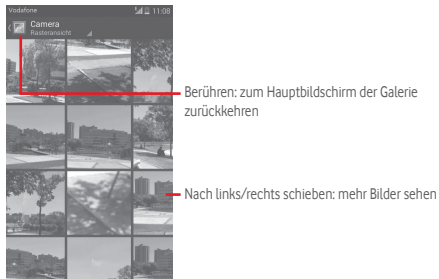 Vodafone 11:08
Camera
Rasteransicht
Berühren: zum Hauptbildschirm der Galerie
zurückkehren
Nach links/rechts schieben: mehr Bilder sehen